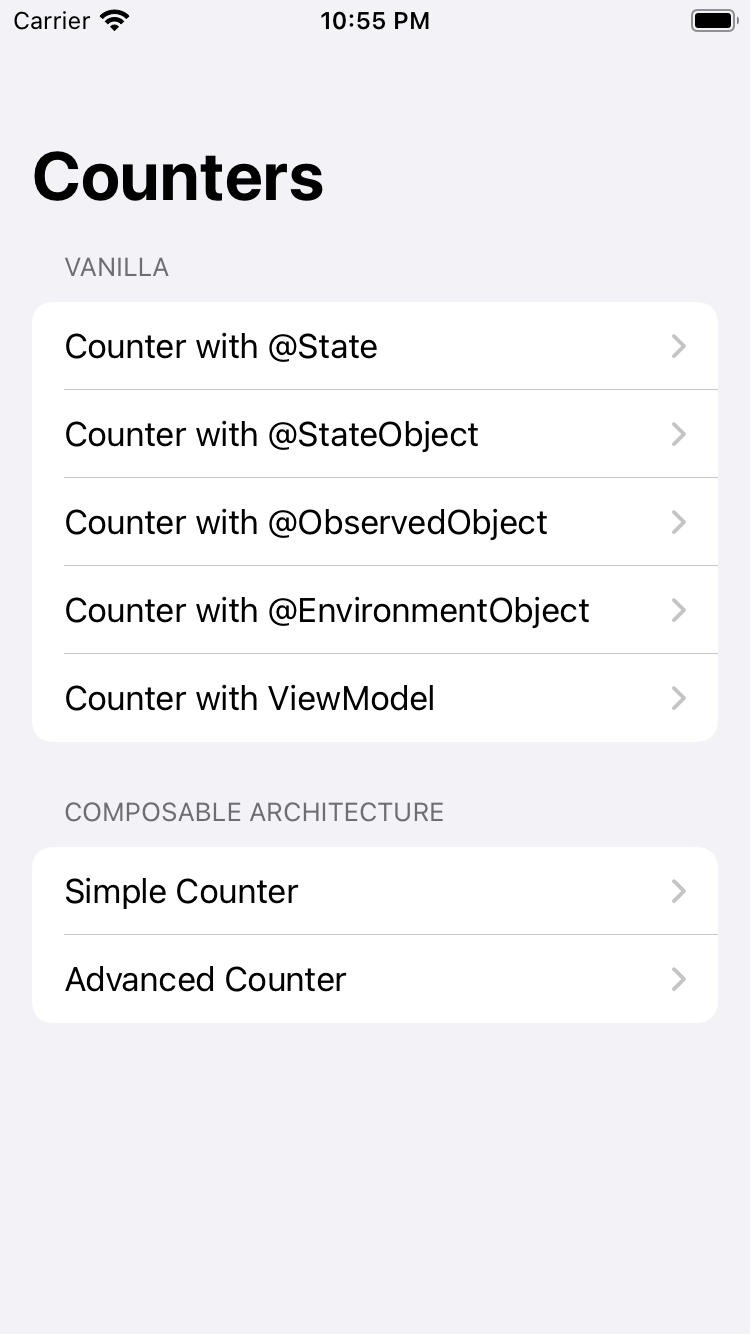 Carrier 10:55 PM
Counters
VANILLA
Counter with @State
Counter with @StateObject
Counter with @ObservedObject
Counter with @EnvironmentObject
Counter with ViewModel
COMPOSABLE ARCHITECTURE
Simple Counter
Advanced Counter